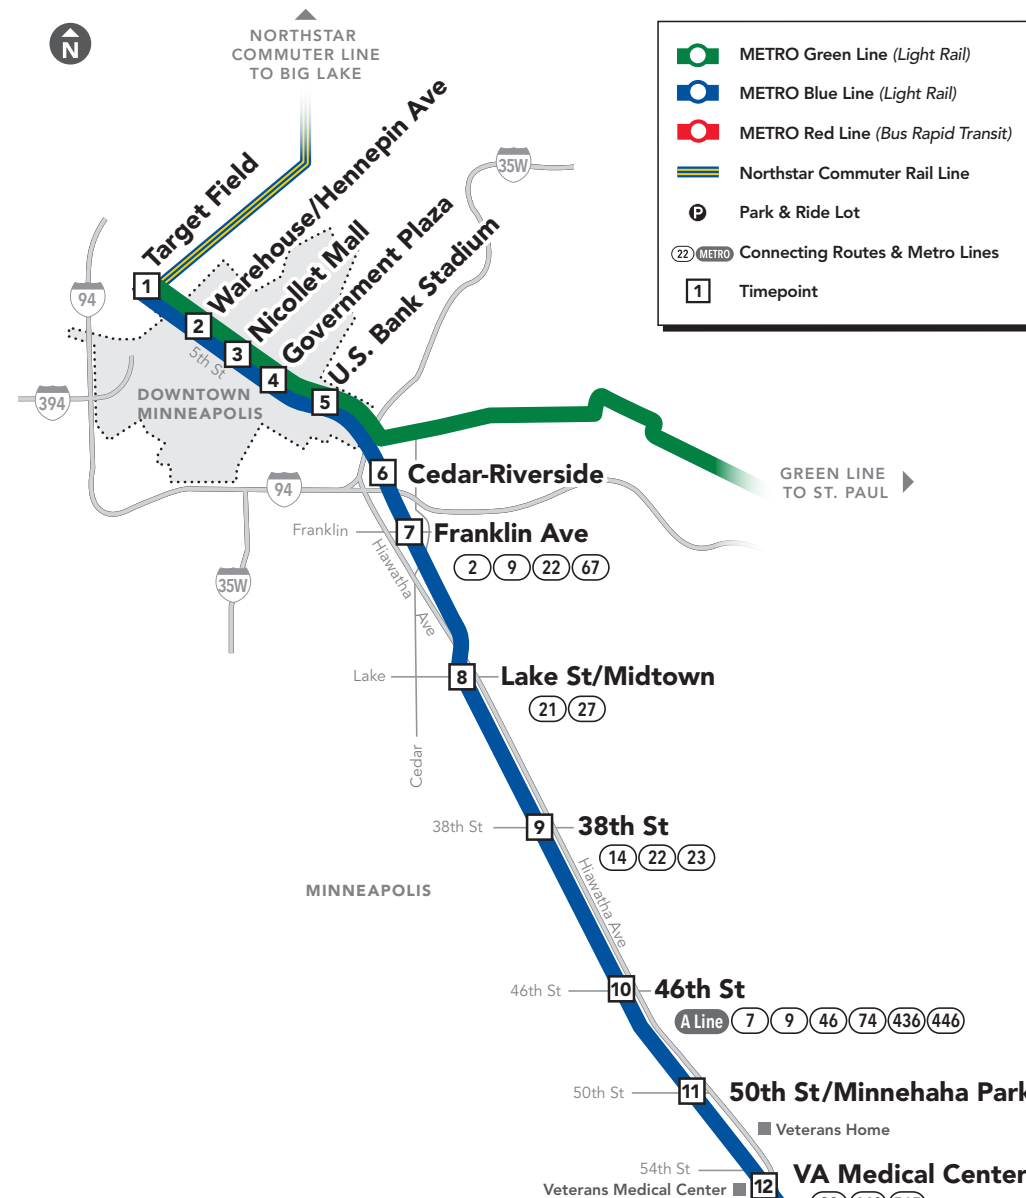 N
NORTHSTAR
COMMUTER LINE
TO BIG LAKE
METRO Green Line (Light Rail)
METRO Blue Line (Light Rail)
METRO Red Line (Bus Rapid Transit)
Northstar Commuter Rail Line
P Park & Ride Lot
22 METRO Connecting Routes & Metro Lines
1 Timepoint
35W
94
394
1 Target Field
2 Warehouse/Hennepin Ave
3 Nicollet Mall
4 Government Plaza
5 U.S. Bank Stadium
5th St
DOWNTOWN
MINNEAPOLIS
GREEN LINE
TO ST. PAUL
6 Cedar-Riverside
94
35W
Franklin
7 Franklin Ave
2 9 22 67
Hiawatha Ave
Lake
8 Lake St/Midtown
21 27
Cedar
38th St
9 38th St
14 22 23
MINNEAPOLIS
Hiawatha Ave
46th St
10 46th St
A Line 7 9 46 74 436 446
50th St
11 50th St/Minnehaha Park
Veterans Home
54th St
12 VA Medical Center
Veterans Medical Center